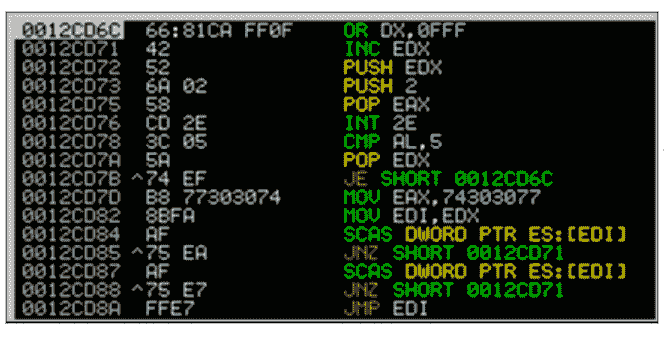 0012CD6C 66:81CA FF0F OR DX,0FFF
0012CD71 42 INC EDX
0012CD72 52 PUSH EDX
0012CD73 6A 02 PUSH 2
0012CD75 58 POP EAX
0012CD76 CD 2E INT 2E
0012CD78 3C 05 CMP AL,5
0012CD7A 5A POP EDX
0012CD7B ^74 EF JE SHORT 0012CD6C
0012CD7D B8 77303074 MOV EAX,74303077
0012CD82 8BFA MOV EDI,EDX
0012CD84 AF SCAS DWORD PTR ES:[EDI]
0012CD85 ^75 EA JNZ SHORT 0012CD71
0012CD87 AF SCAS DWORD PTR ES:[EDI]
0012CD88 ^75 E7 JNZ SHORT 0012CD71
0012CD8A FFE7 JMP EDI